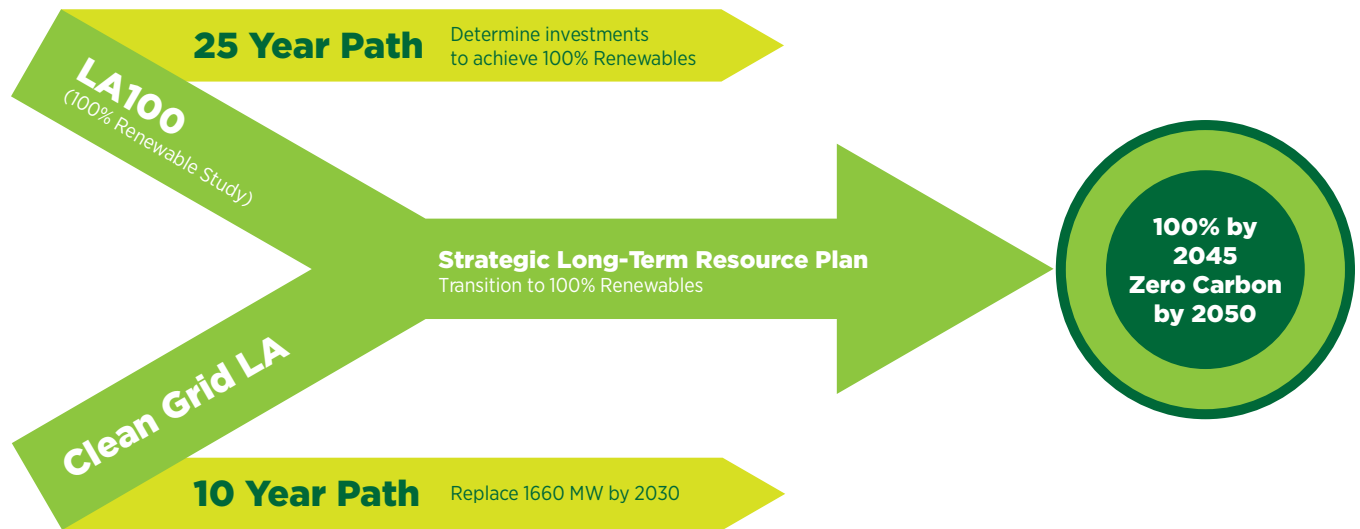 25 Year Path
Determine investments
to achieve 100% Renewables
LA100
(100% Renewable Study)
Strategic Long-Term Resource Plan
Transition to 100% Renewables
100% by
2045
Zero Carbon
by 2050
Clean Grid LA
10 Year Path
Replace 1660 MW by 2030